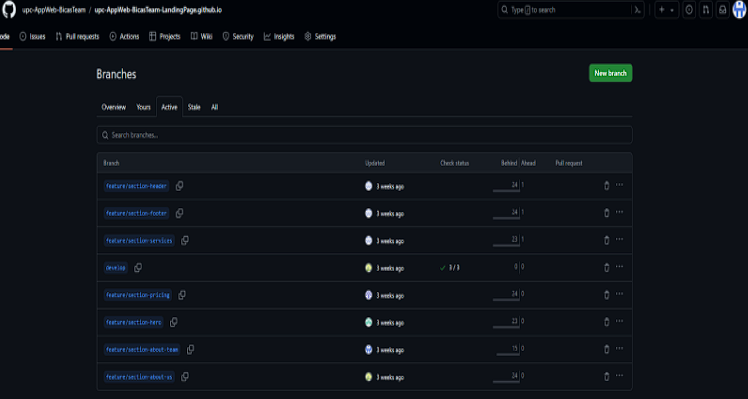 upc-AppWeb-BicasTeam / upc-AppWeb-BicasTeam-LandingPage.github.io
Type / to search
ode Issues Pull requests Actions Projects Wiki Security Insights Settings
Branches
New branch
Overview Yours Active Stale All
Search branches...
Branch Updated Check status Behind Ahead Pull request
feature/section-header 3 weeks ago 24 1
feature/section-footer 3 weeks ago 24 1
feature/section-services 3 weeks ago 23 1
develop 3 weeks ago 3 / 3 0 0
feature/section-pricing 3 weeks ago 24 0
feature/section-hero 3 weeks ago 23 0
feature/section-about-team 3 weeks ago 15 0
feature/section-about-us 3 weeks ago 24 0